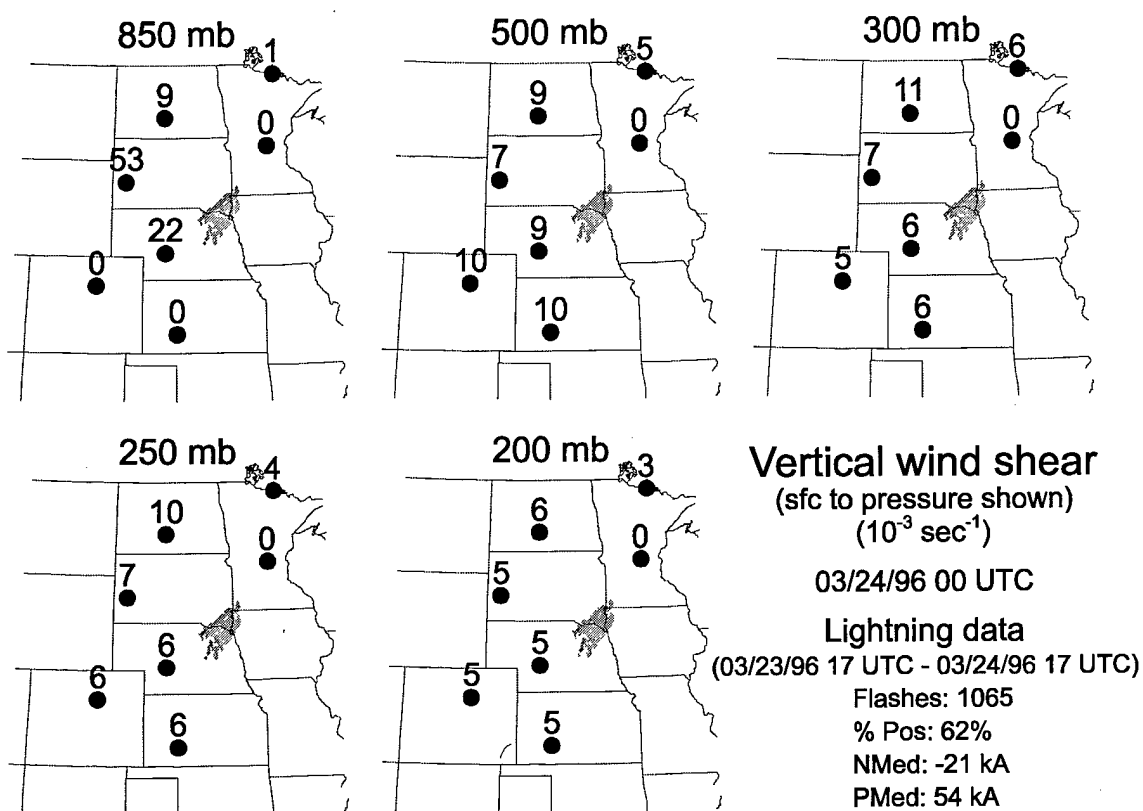 850 mb
1
9
0
53
22
0
0
500 mb
5
9
0
7
9
10
10
300 mb
6
11
0
7
6
5
6
250 mb
4
10
0
7
6
6
6
200 mb
3
6
0
5
5
5
5
Vertical wind shear
(sfc to pressure shown)
(10⁻³ sec⁻¹)
03/24/96 00 UTC
Lightning data
(03/23/96 17 UTC - 03/24/96 17 UTC)
Flashes: 1065
% Pos: 62%
NMed: -21 kA
PMed: 54 kA